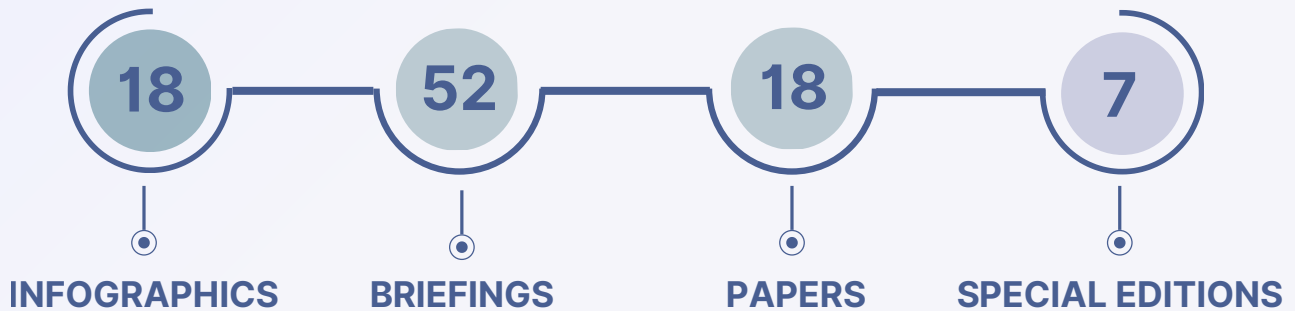 18 52 18 7
INFOGRAPHICS BRIEFINGS PAPERS SPECIAL EDITIONS